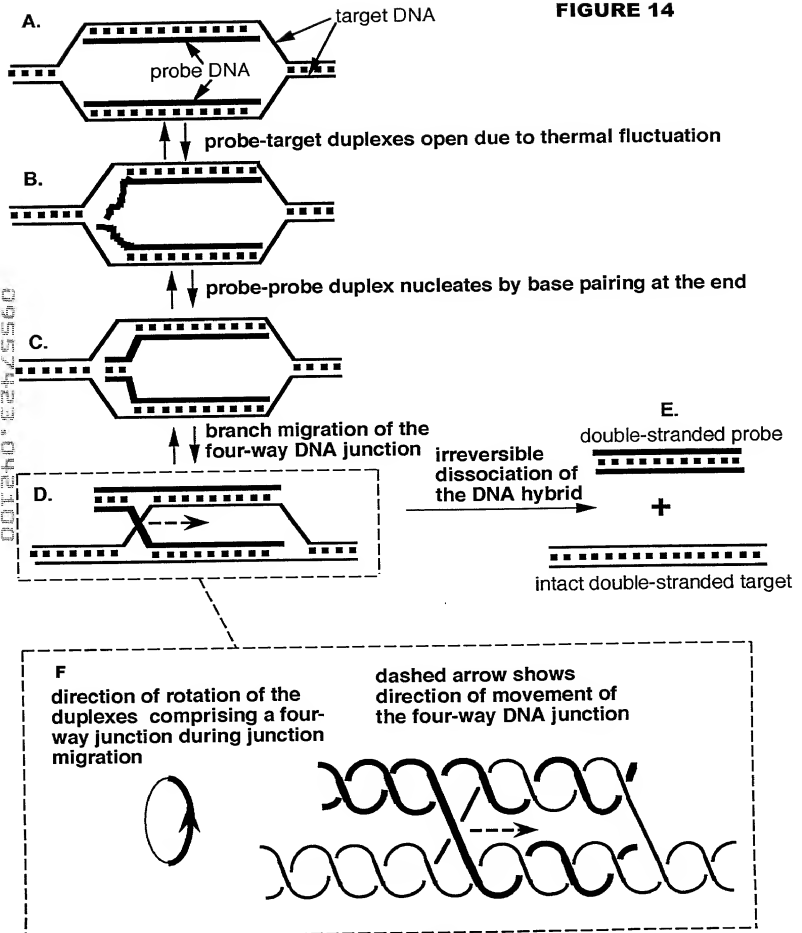 FIGURE 14
A.
target DNA
probe DNA
probe-target duplexes open due to thermal fluctuation
B.
probe-probe duplex nucleates by base pairing at the end
C.
branch migration of the
four-way DNA junction
E.
double-stranded probe
irreversible
dissociation of
the DNA hybrid
+
D.
intact double-stranded target
F
direction of rotation of the
duplexes comprising a four-
way junction during junction
migration
dashed arrow shows
direction of movement of
the four-way DNA junction